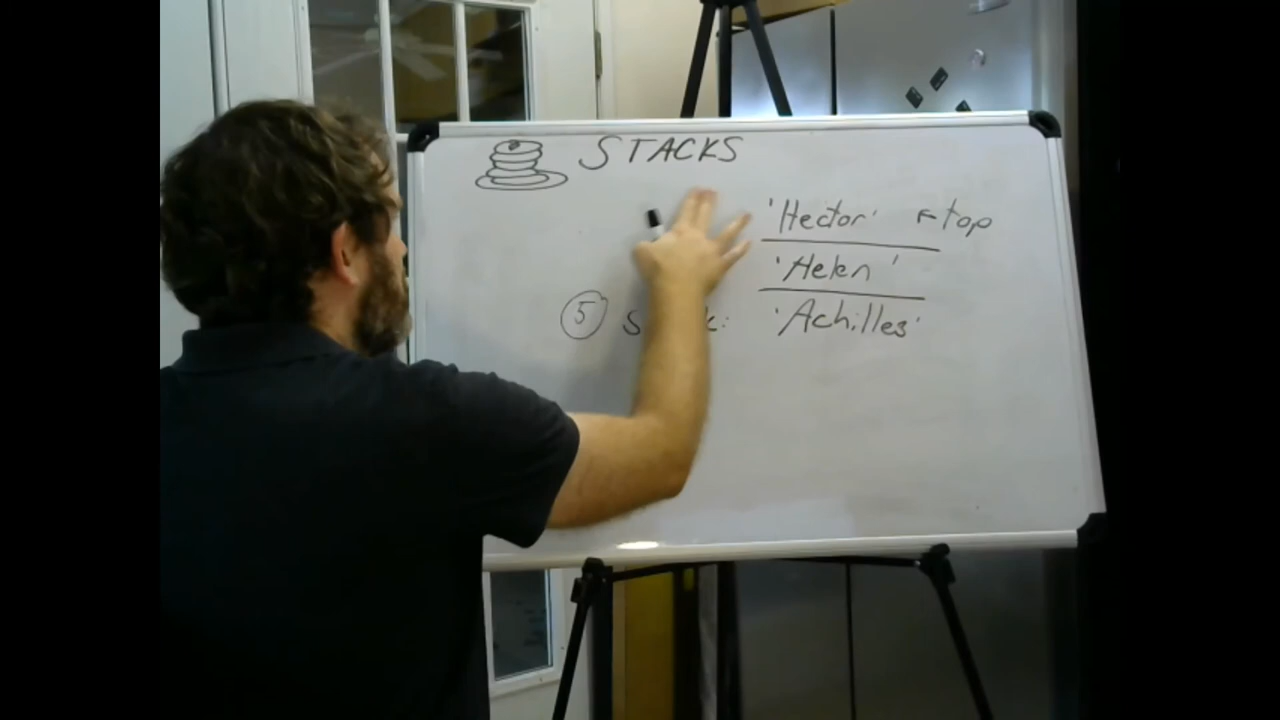 STACKS
'Hector' ← top
'Helen'
5 'Achilles'